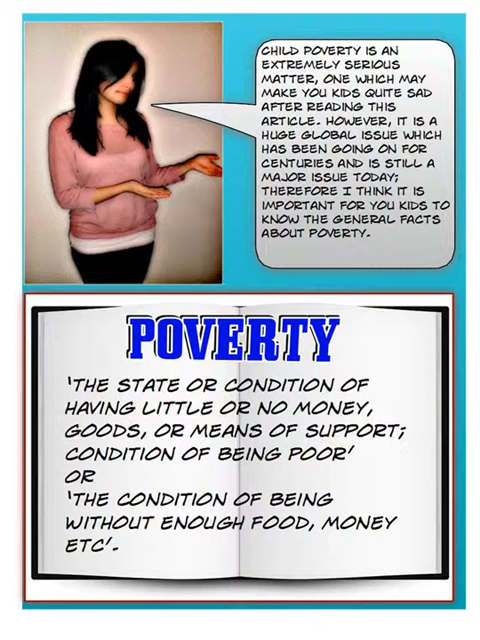 CHILD POVERTY IS AN
EXTREMELY SERIOUS
MATTER, ONE WHICH MAY
MAKE YOU KIDS QUITE SAD
AFTER READING THIS
ARTICLE. HOWEVER, IT IS A
HUGE GLOBAL ISSUE WHICH
HAS BEEN GOING ON FOR
CENTURIES AND IS STILL A
MAJOR ISSUE TODAY;
THEREFORE I THINK IT IS
IMPORTANT FOR YOU KIDS TO
KNOW THE GENERAL FACTS
ABOUT POVERTY.
POVERTY
'THE STATE OR CONDITION OF
HAVING LITTLE OR NO MONEY,
GOODS, OR MEANS OF SUPPORT;
CONDITION OF BEING POOR'
OR
'THE CONDITION OF BEING
WITHOUT ENOUGH FOOD, MONEY
ETC'.